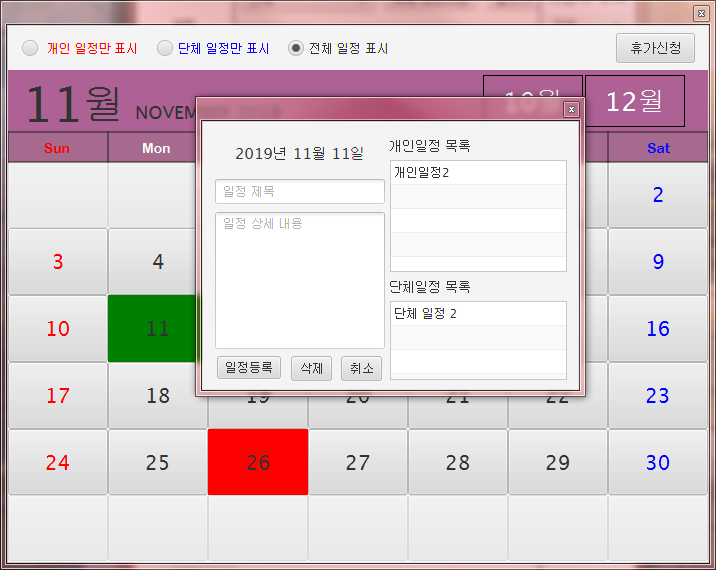 개인 일정만 표시 단체 일정만 표시 전체 일정 표시 휴가신청
11월 NOVEMBER 2019 10월 12월
Sun Mon Sat
2
3 4 9
10 11 16
17 18 19 20 21 22 23
24 25 26 27 28 29 30
2019년 11월 11일
일정 제목
일정 상세 내용
일정등록 삭제 취소
개인일정 목록
개인일정2
단체일정 목록
단체 일정 2